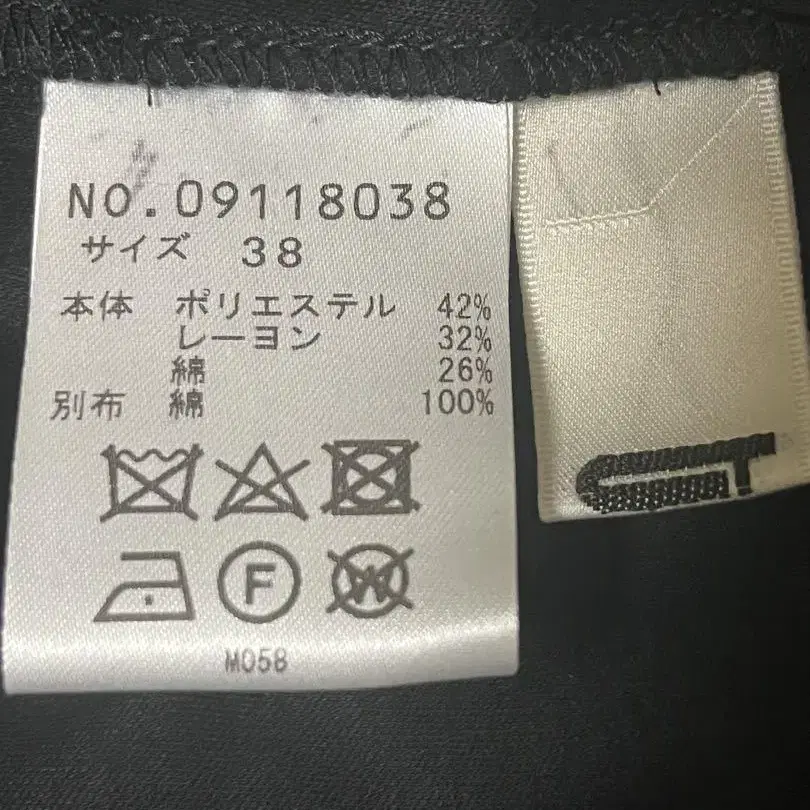 NO.09118038
サイズ 38
本体 ポリエステル 42%
レーヨン 32%
綿 26%
別布 綿 100%
F
W
M058